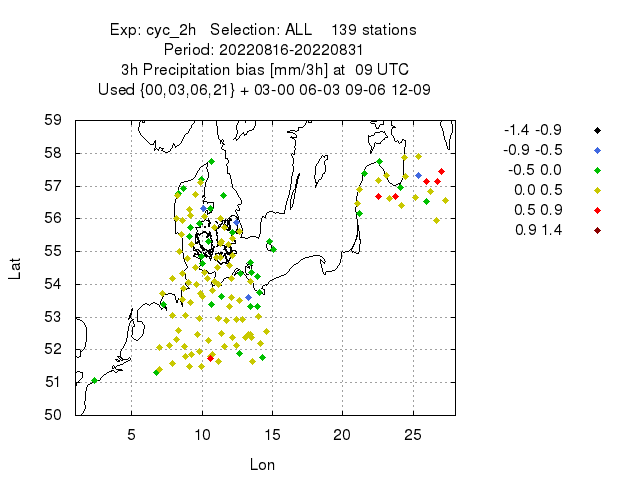 Exp: cyc_2h   Selection: ALL    139 stations
Period: 20220816-20220831
3h Precipitation bias [mm/3h] at  09 UTC
Used {00,03,06,21} + 03-00 06-03 09-06 12-09
59
58
57
56
55
54
53
52
51
50
Lat
5 10 15 20 25
Lon
-1.4 -0.9
-0.9 -0.5
-0.5 0.0
0.0 0.5
0.5 0.9
0.9 1.4